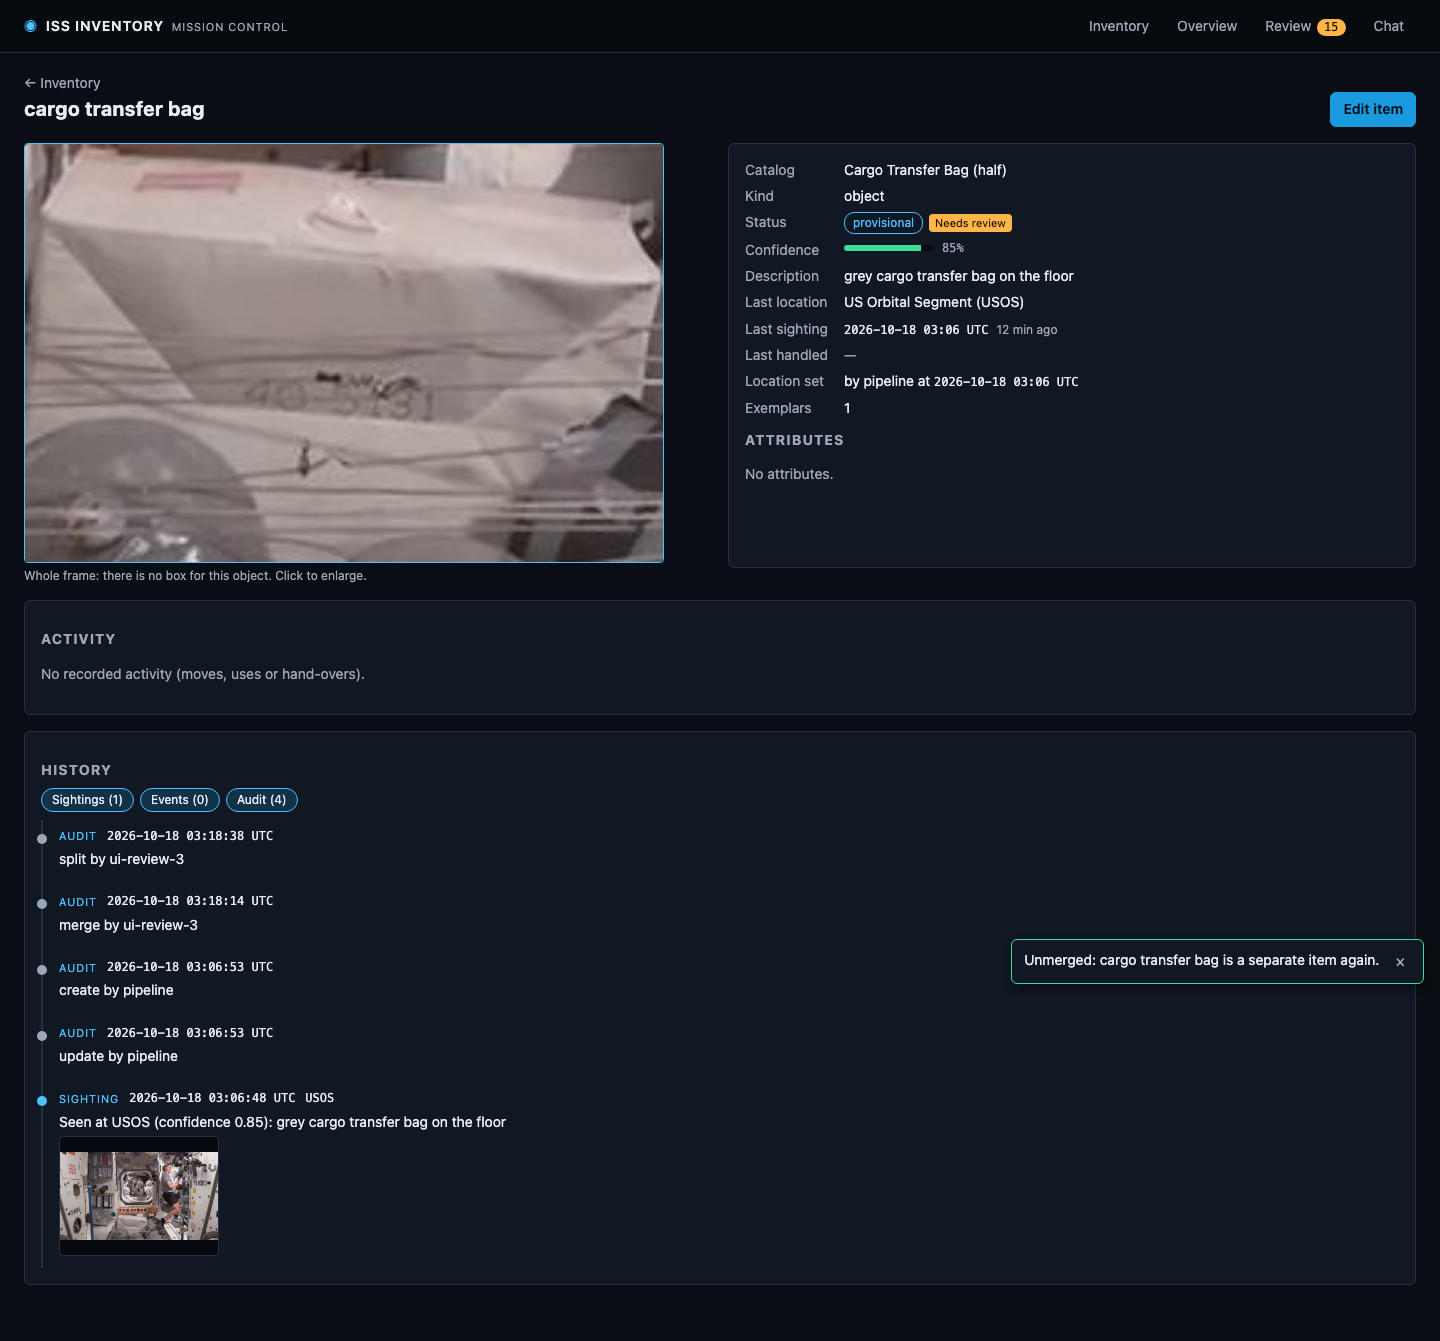 ISS INVENTORY MISSION CONTROL
Inventory Overview Review 15 Chat
← Inventory
cargo transfer bag
Edit item
Whole frame: there is no box for this object. Click to enlarge.
Catalog Cargo Transfer Bag (half)
Kind object
Status provisional Needs review
Confidence 85%
Description grey cargo transfer bag on the floor
Last location US Orbital Segment (USOS)
Last sighting 2026-10-18 03:06 UTC 12 min ago
Last handled —
Location set by pipeline at 2026-10-18 03:06 UTC
Exemplars 1
ATTRIBUTES
No attributes.
ACTIVITY
No recorded activity (moves, uses or hand-overs).
HISTORY
Sightings (1) Events (0) Audit (4)
AUDIT 2026-10-18 03:18:38 UTC
split by ui-review-3
AUDIT 2026-10-18 03:18:14 UTC
merge by ui-review-3
AUDIT 2026-10-18 03:06:53 UTC
create by pipeline
AUDIT 2026-10-18 03:06:53 UTC
update by pipeline
SIGHTING 2026-10-18 03:06:48 UTC USOS
Seen at USOS (confidence 0.85): grey cargo transfer bag on the floor
Unmerged: cargo transfer bag is a separate item again. ×